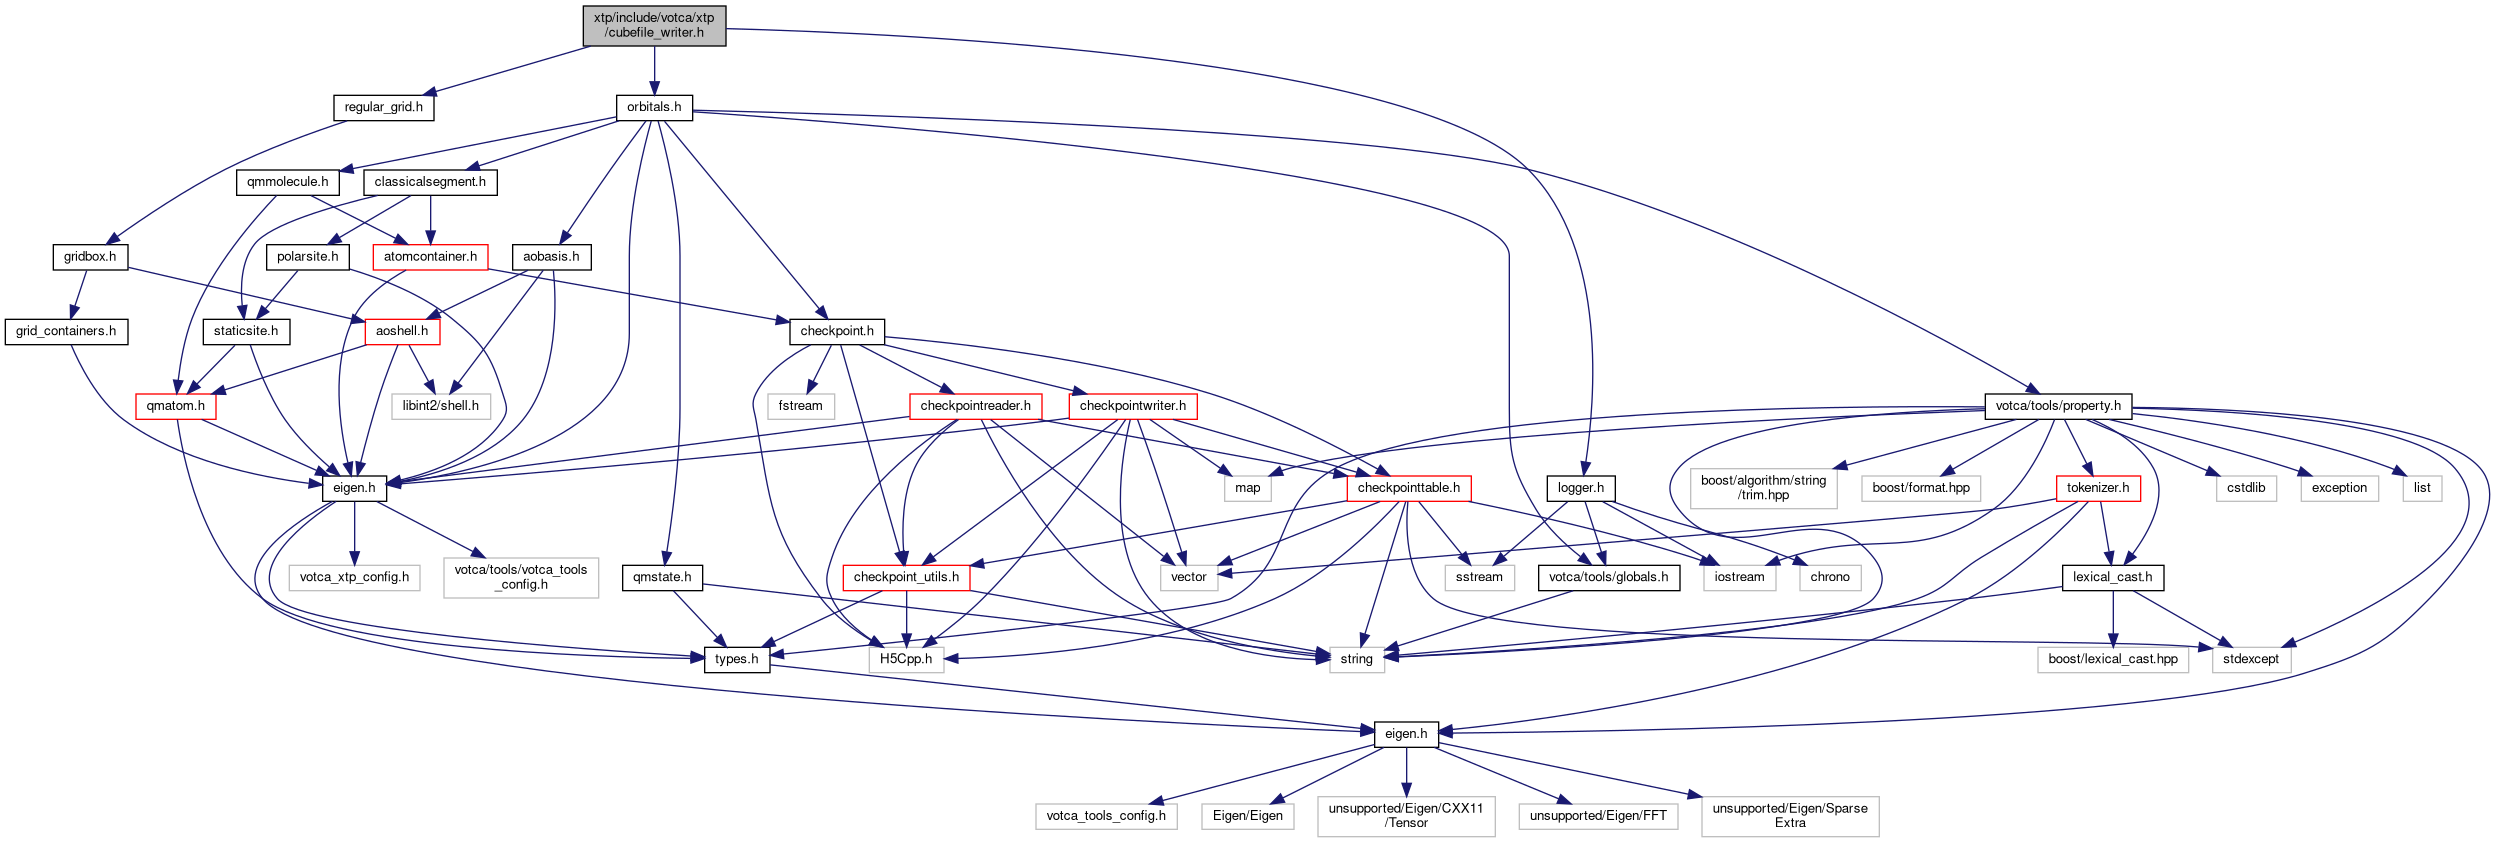 xtp/include/votca/xtp
/cubefile_writer.h
regular_grid.h
orbitals.h
qmmolecule.h
classicalsegment.h
gridbox.h
polarsite.h
atomcontainer.h
aobasis.h
grid_containers.h
staticsite.h
aoshell.h
checkpoint.h
qmatom.h
libint2/shell.h
fstream
checkpointreader.h
checkpointwriter.h
votca/tools/property.h
eigen.h
map
checkpointtable.h
logger.h
boost/algorithm/string
/trim.hpp
boost/format.hpp
tokenizer.h
cstdlib
exception
list
votca_xtp_config.h
votca/tools/votca_tools
_config.h
qmstate.h
checkpoint_utils.h
vector
sstream
votca/tools/globals.h
iostream
chrono
lexical_cast.h
types.h
H5Cpp.h
string
boost/lexical_cast.hpp
stdexcept
eigen.h
votca_tools_config.h
Eigen/Eigen
unsupported/Eigen/CXX11
/Tensor
unsupported/Eigen/FFT
unsupported/Eigen/Sparse
Extra